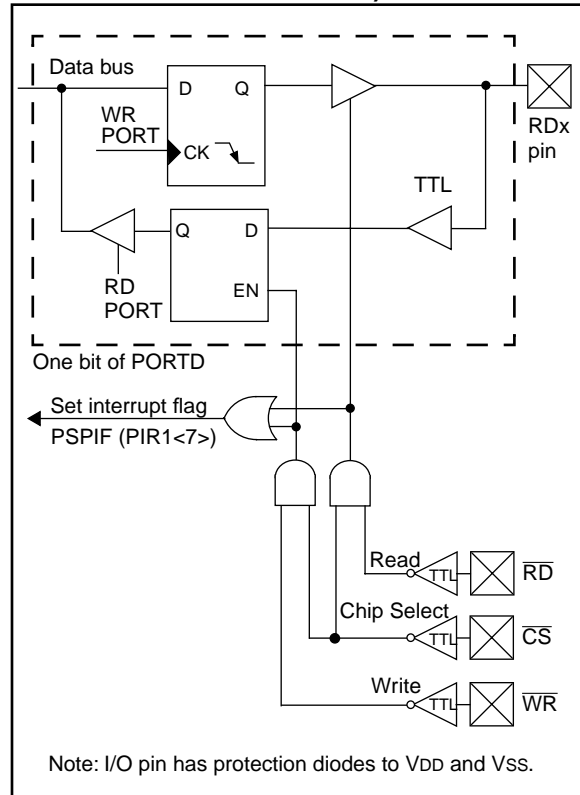 Data bus
D Q
WR
PORT
CK
RDx
pin
TTL
Q D
RD
PORT
EN
One bit of PORTD
Set interrupt flag
PSPIF (PIR1<7>)
Read
TTL
RD
Chip Select
TTL
CS
Write
TTL
WR
Note: I/O pin has protection diodes to VDD and VSS.